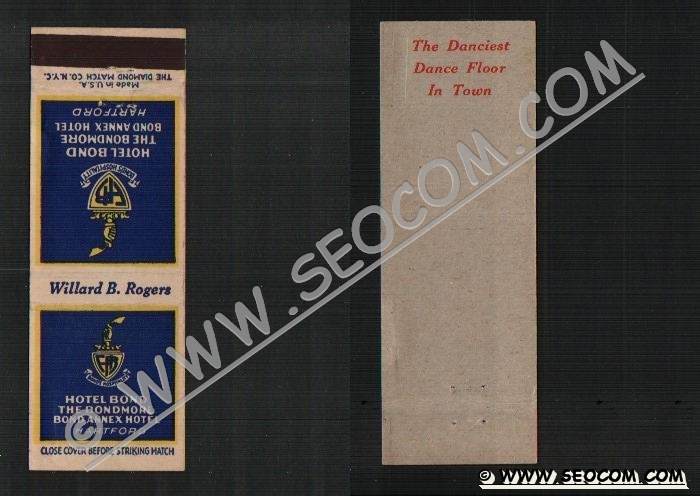 THE DIAMOND MATCH CO. N.Y.C.
Made in U.S.A.
HARTFORD
BOND ANNEX HOTEL
THE BONDMORE
HOTEL BOND
BONDS HOSPITALITY
Willard B. Rogers
HOTEL BOND
THE BONDMORE
BOND ANNEX HOTEL
HARTFORD
CLOSE COVER BEFORE STRIKING MATCH
The Danciest
Dance Floor
In Town
© WWW.SEOCOM.COM
© WWW.SEOCOM.COM